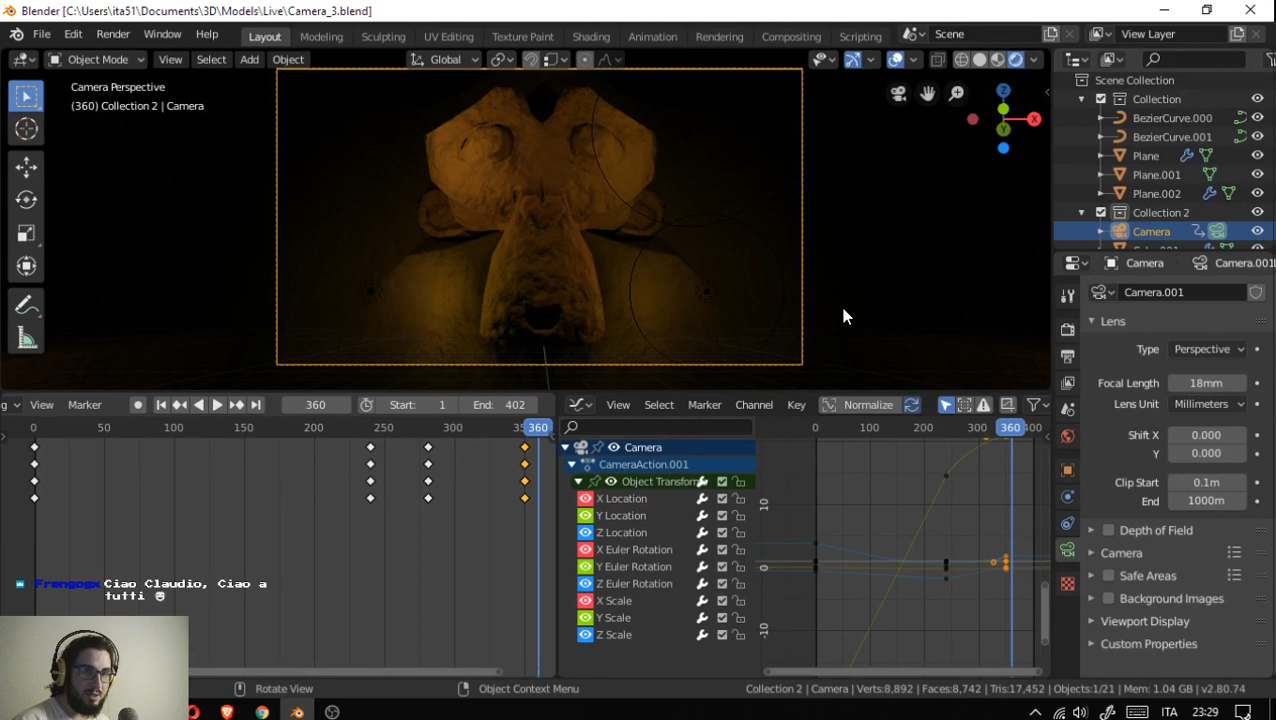 Blender [C:\Users\ita51\Documents\3D\Models\Live\Camera_3.blend]
File Edit Render Window Help Layout Modeling Sculpting UV Editing Texture Paint Shading Animation Rendering Compositing Scripting Scene View Layer
Object Mode View Select Add Object Global
Camera Perspective
(360) Collection 2 | Camera
Z
Y
X
Scene Collection
Collection
BezierCurve.000
BezierCurve.001
Plane
Plane.001
Plane.002
Collection 2
Camera
Camera Camera.001
Camera.001
Lens
Type Perspective
Focal Length 18mm
Lens Unit Millimeters
Shift X 0.000
Y 0.000
Clip Start 0.1m
End 1000m
Depth of Field
Camera
Safe Areas
Background Images
Viewport Display
Custom Properties
g View Marker 360 Start: 1 End: 402
0 50 100 150 200 250 300 35 360
View Select Marker Channel Key Normalize
0 100 200 300 360 400
10
0
-10
Camera
CameraAction.001
Object Transform
X Location
Y Location
Z Location
X Euler Rotation
Y Euler Rotation
Z Euler Rotation
X Scale
Y Scale
Z Scale
Frengogx Ciao Claudio, Ciao a
tutti
Rotate View Object Context Menu
Collection 2 | Camera | Verts:8,892 | Faces:8,742 | Tris:17,452 | Objects:1/21 | Mem: 1.04 GB | v2.80.74
ITA 23:29